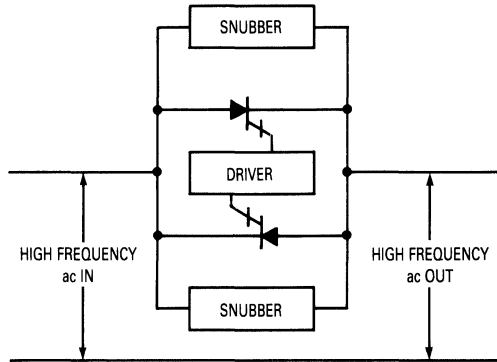 SNUBBER
DRIVER
HIGH FREQUENCY
ac IN
HIGH FREQUENCY
ac OUT
SNUBBER